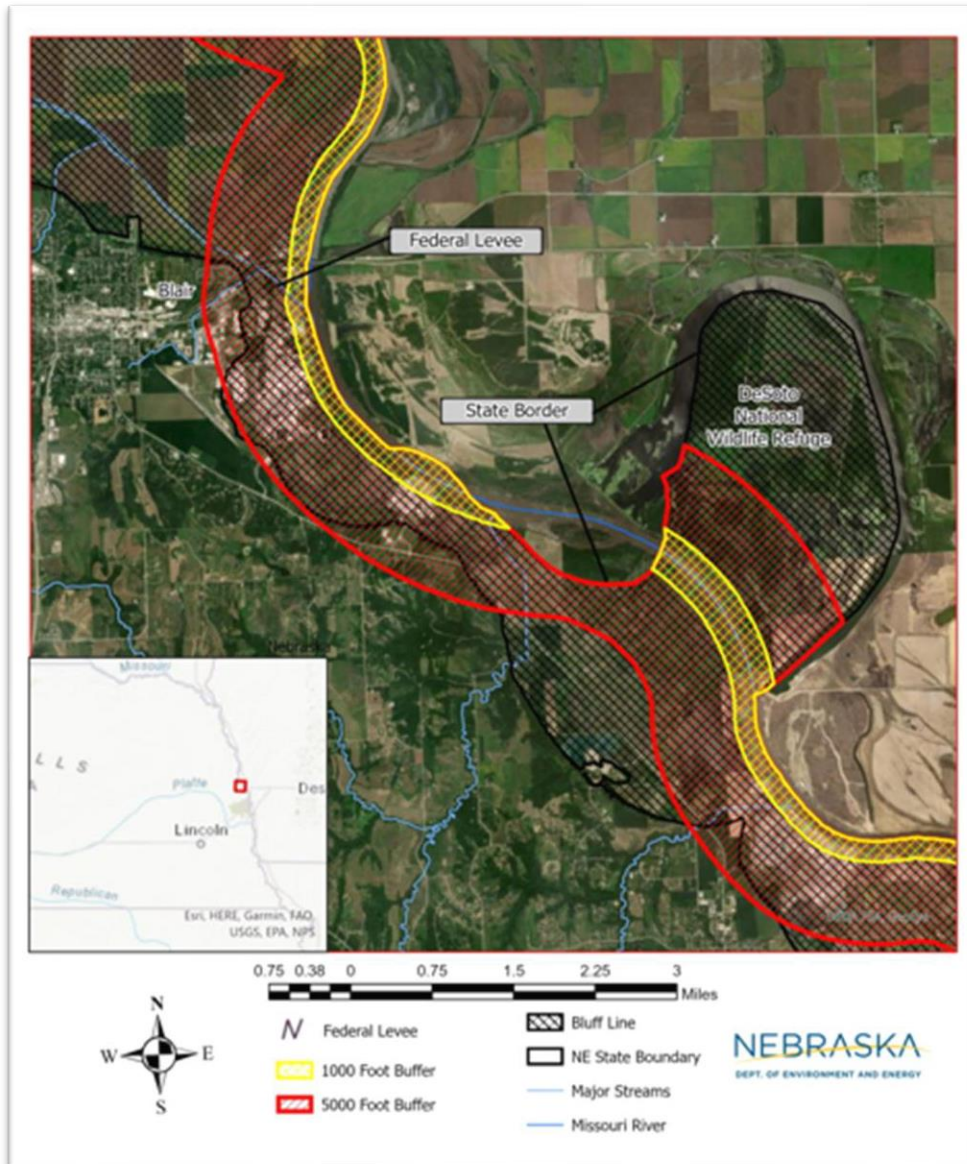 Federal Levee
Blair
State Border
DeSoto
National
Wildlife Refuge
Nebraska
Missouri
L L S
A
Platte
Des
Lincoln
Republican
Esri, HERE, Garmin, FAO,
USGS, EPA, NPS
0.75 0.38 0 0.75 1.5 2.25 3
Miles
N
W E
S
N Federal Levee
1000 Foot Buffer
5000 Foot Buffer
Bluff Line
NE State Boundary
Major Streams
Missouri River
NEBRASKA
DEPT. OF ENVIRONMENT AND ENERGY